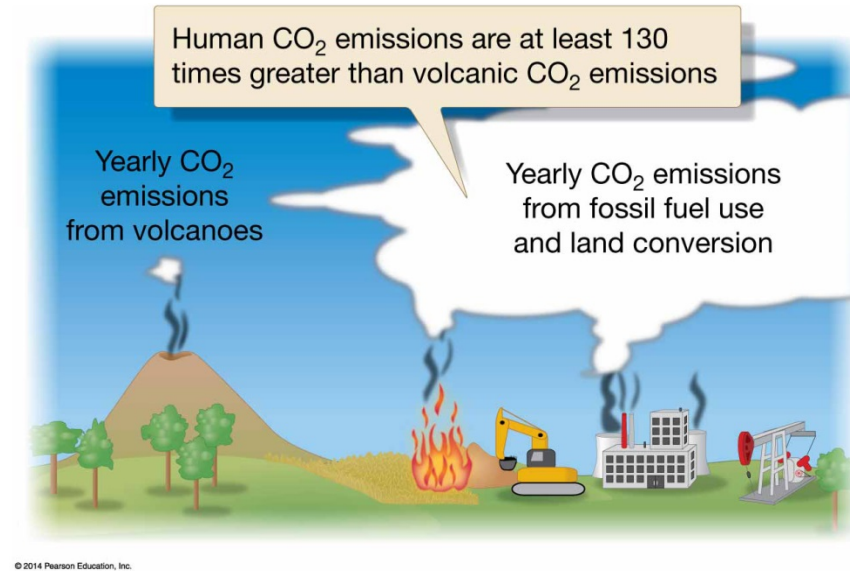 Human CO₂ emissions are at least 130
times greater than volcanic CO₂ emissions
Yearly CO₂
emissions
from volcanoes
Yearly CO₂ emissions
from fossil fuel use
and land conversion
© 2014 Pearson Education, Inc.